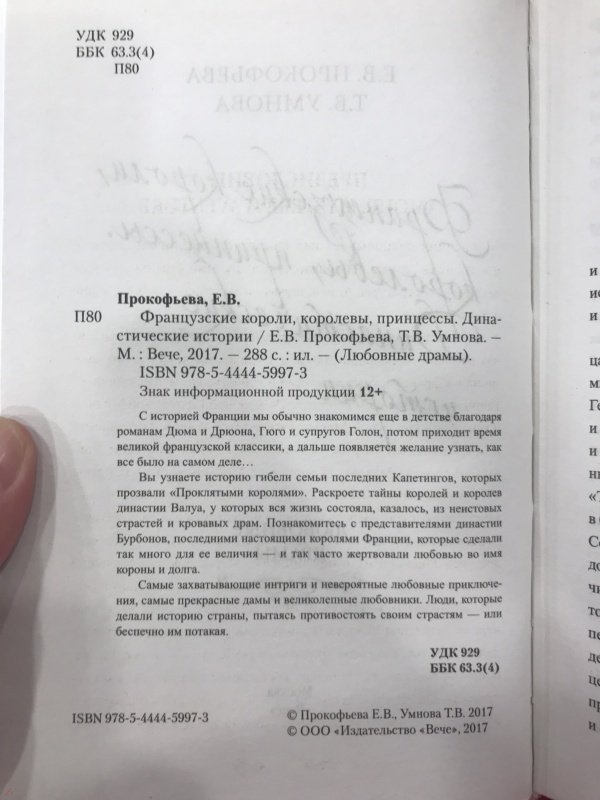 УДК 929
ББК 63.3(4)
П80
Е.В. ПРОКОФЬЕВА
Т.В. УМНОВА
Французские короли,
королевы, принцессы.
Прокофьева, Е.В.
П80 Французские короли, королевы, принцессы. Дина-
стические истории / Е.В. Прокофьева, Т.В. Умнова. –
М. : Вече, 2017. – 288 с. : ил. – (Любовные драмы).
ISBN 978-5-4444-5997-3
Знак информационной продукции 12+
С историей Франции мы обычно знакомимся еще в детстве благодаря
романам Дюма и Дрюона, Гюго и супругов Голон, потом приходит время
великой французской классики, а дальше появляется желание узнать, как
все было на самом деле…
Вы узнаете историю гибели семьи последних Капетингов, которых
прозвали «Проклятыми королями». Раскроете тайны королей и королев
династии Валуа, у которых вся жизнь состояла, казалось, из неистовых
страстей и кровавых драм. Познакомитесь с представителями династии
Бурбонов, последними настоящими королями Франции, которые сделали
так много для ее величия — и так часто жертвовали любовью во имя
короны и долга.
Самые захватывающие интриги и невероятные любовные приключе-
ния, самые прекрасные дамы и великолепные любовники. Люди, которые
делали историю страны, пытаясь противостоять своим страстям — или
беспечно им потакая.
УДК 929
ББК 63.3(4)
ISBN 978-5-4444-5997-3
© Прокофьева Е.В., Умнова Т.В. 2017
© ООО «Издательство «Вече», 2017